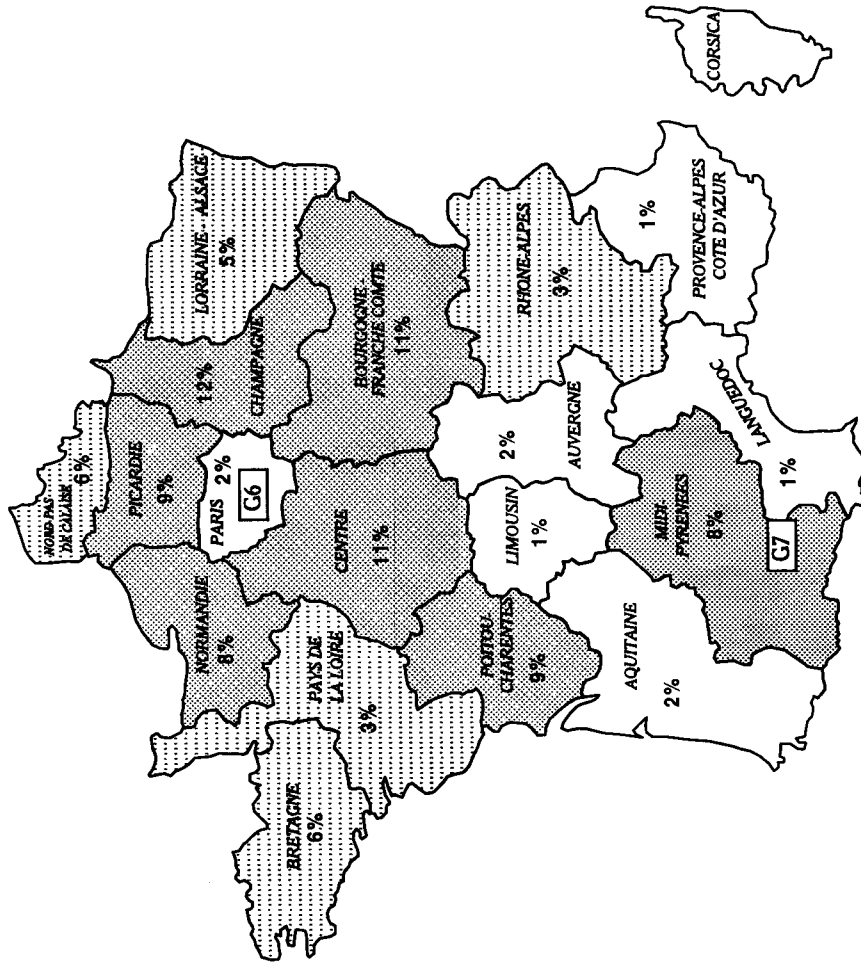 NORD-PAS
DE CALAISE
6%
PICARDIE
9%
NORMANDIE
8%
PARIS
2%
G6
12%
CHAMPAGNE
LORRAINE - ALSACE
5%
BRETAGNE
6%
PAYS DE
LA LOIRE
3%
CENTRE
11%
BOURGOGNE-
FRANCHE COMTE
11%
POITOU-
CHARENTES
9%
LIMOUSIN
1%
2%
AUVERGNE
RHONE-ALPES
3%
AQUITAINE
2%
MIDI-
PYRENEES
8%
G7
LANGUEDOC
1%
1%
PROVENCE-ALPES
COTE D'AZUR
CORSICA